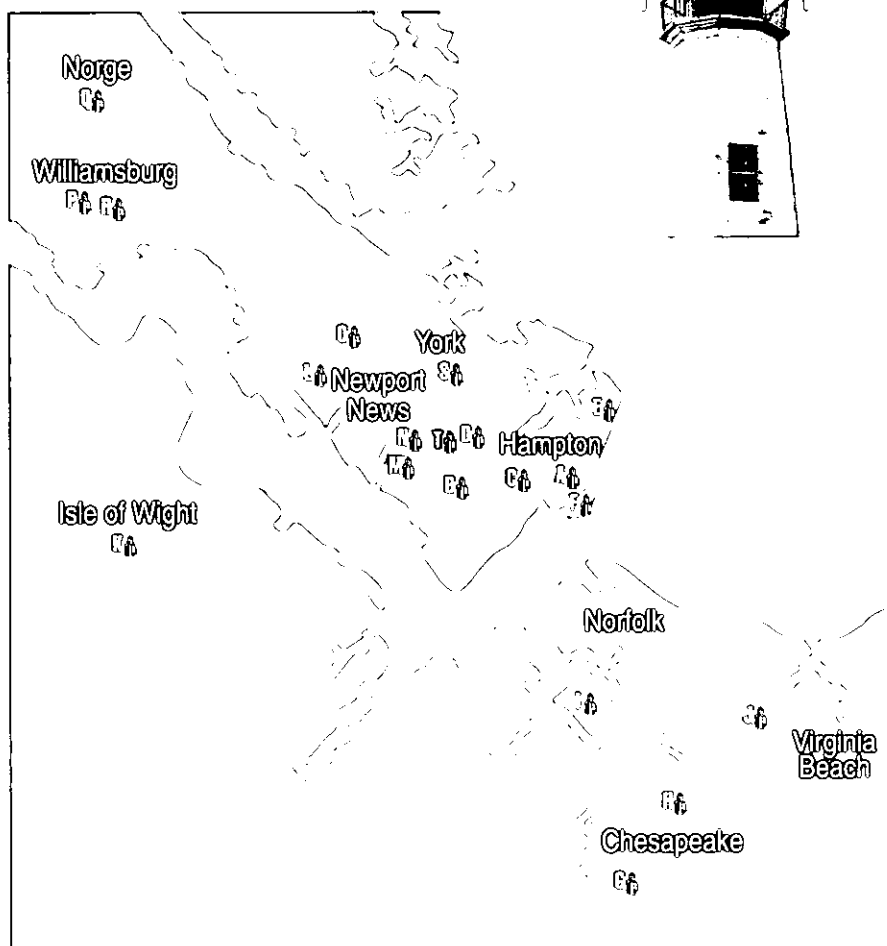 Norge
Williamsburg
P R
York
L
S
Newport
News
N T D
Hampton
M
B C A
Isle of Wight
K
Norfolk
Virginia
Beach
H
Chesapeake
G